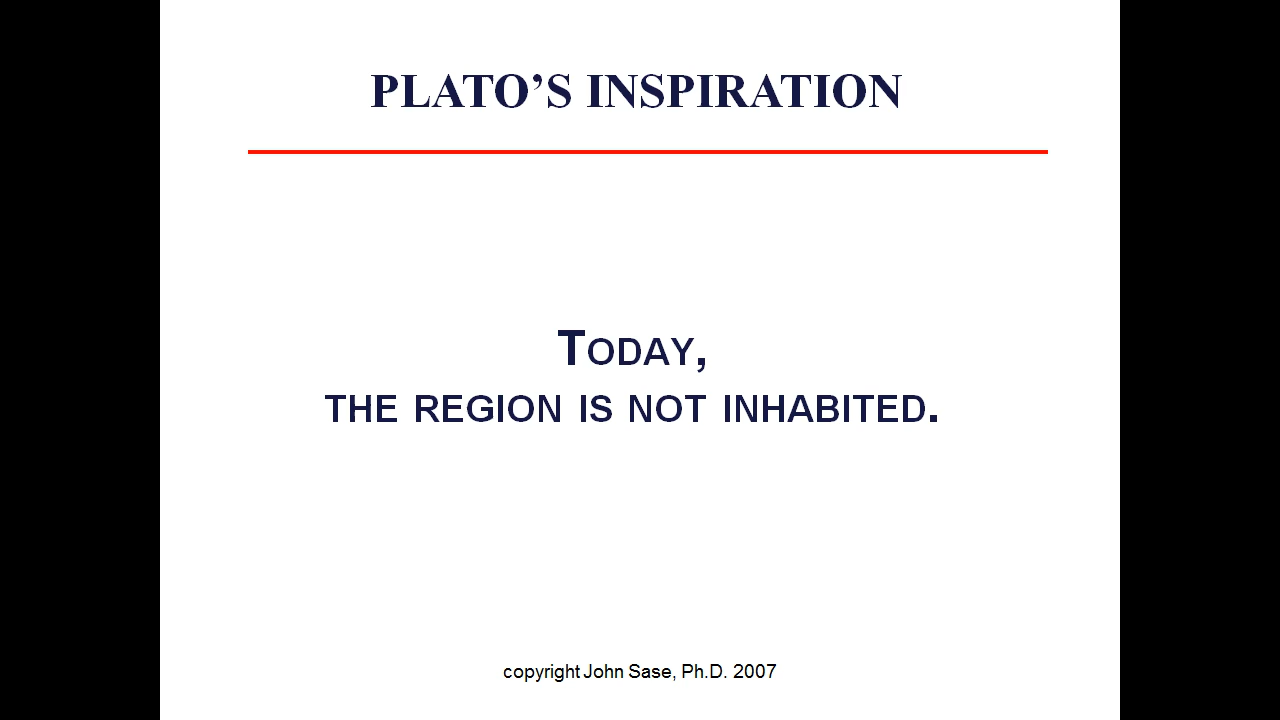 PLATO’S INSPIRATION
TODAY,
THE REGION IS NOT INHABITED.
copyright John Sase, Ph.D. 2007